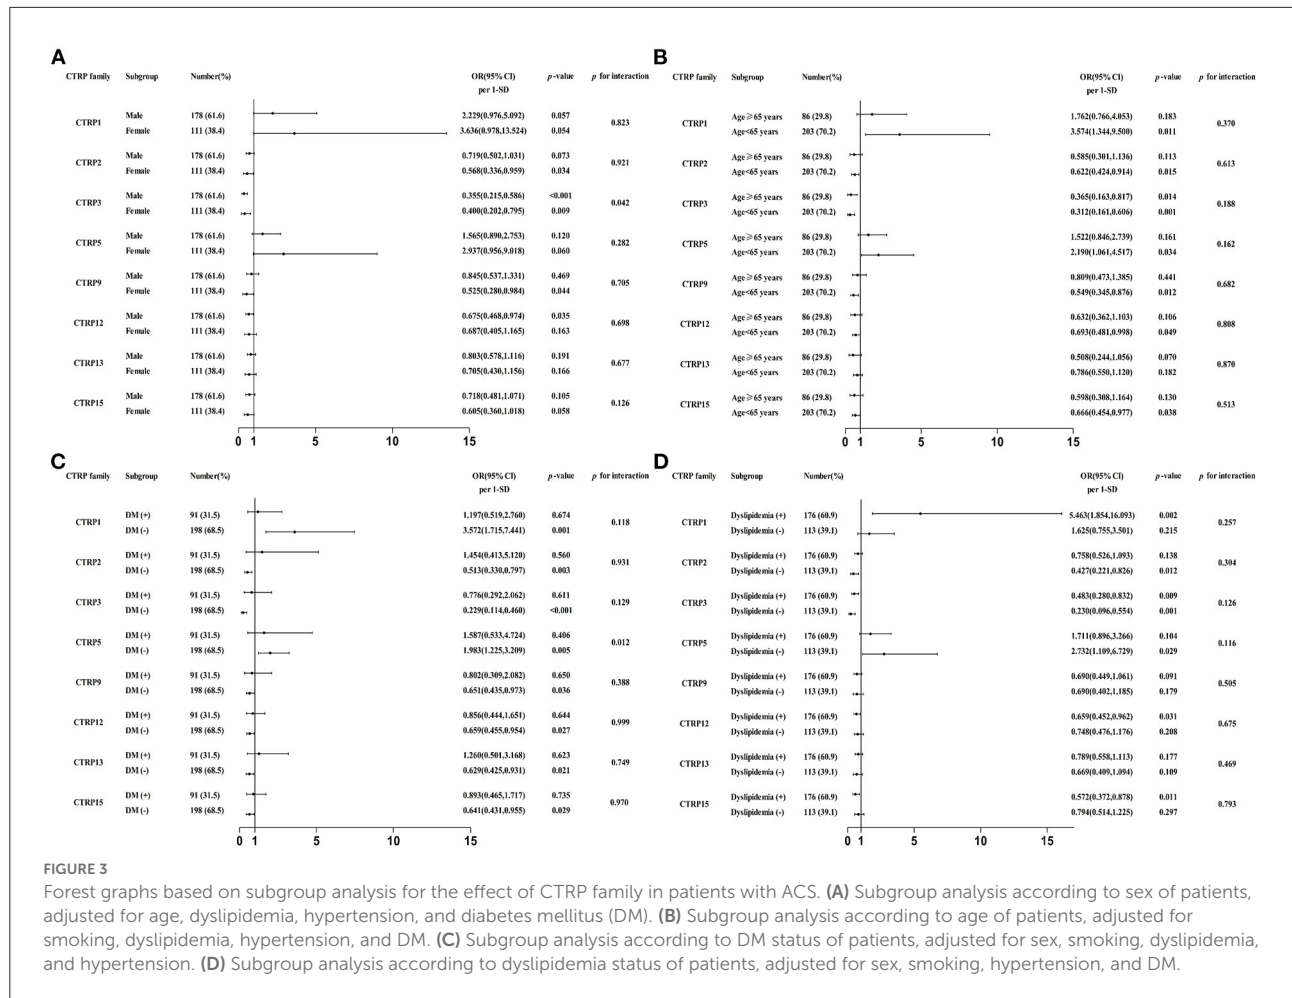 A
CTRP family Subgroup Number(%) OR(95% CI) p-value p for interaction
per 1-SD
CTRP1
Male 178 (61.6) 2.229(0.976,5.092) 0.057
Female 111 (38.4) 3.636(0.978,13.524) 0.054
0.823
CTRP2
Male 178 (61.6) 0.719(0.502,1.031) 0.073
Female 111 (38.4) 0.568(0.336,0.959) 0.034
0.921
CTRP3
Male 178 (61.6) 0.355(0.215,0.586) <0.001
Female 111 (38.4) 0.400(0.202,0.795) 0.009
0.042
CTRP5
Male 178 (61.6) 1.565(0.890,2.753) 0.120
Female 111 (38.4) 2.937(0.956,9.018) 0.060
0.282
CTRP9
Male 178 (61.6) 0.845(0.537,1.331) 0.469
Female 111 (38.4) 0.525(0.280,0.984) 0.044
0.705
CTRP12
Male 178 (61.6) 0.675(0.468,0.974) 0.035
Female 111 (38.4) 0.687(0.405,1.165) 0.163
0.698
CTRP13
Male 178 (61.6) 0.803(0.578,1.116) 0.191
Female 111 (38.4) 0.705(0.430,1.156) 0.166
0.677
CTRP15
Male 178 (61.6) 0.718(0.481,1.071) 0.105
Female 111 (38.4) 0.605(0.360,1.018) 0.058
0.126
0 1 5 10 15
B
CTRP family Subgroup Number(%) OR(95% CI) p-value p for interaction
per 1-SD
CTRP1
Age⩾65 years 86 (29.8) 1.762(0.766,4.053) 0.183
Age<65 years 203 (70.2) 3.574(1.344,9.500) 0.011
0.370
CTRP2
Age⩾65 years 86 (29.8) 0.585(0.301,1.136) 0.113
Age<65 years 203 (70.2) 0.622(0.424,0.914) 0.015
0.613
CTRP3
Age⩾65 years 86 (29.8) 0.365(0.163,0.817) 0.014
Age<65 years 203 (70.2) 0.312(0.161,0.606) 0.001
0.188
CTRP5
Age⩾65 years 86 (29.8) 1.522(0.846,2.739) 0.161
Age<65 years 203 (70.2) 2.190(1.061,4.517) 0.034
0.162
CTRP9
Age⩾65 years 86 (29.8) 0.809(0.473,1.385) 0.441
Age<65 years 203 (70.2) 0.549(0.345,0.876) 0.012
0.682
CTRP12
Age⩾65 years 86 (29.8) 0.632(0.362,1.103) 0.106
Age<65 years 203 (70.2) 0.693(0.481,0.998) 0.049
0.808
CTRP13
Age⩾65 years 86 (29.8) 0.508(0.244,1.056) 0.070
Age<65 years 203 (70.2) 0.786(0.550,1.120) 0.182
0.870
CTRP15
Age⩾65 years 86 (29.8) 0.598(0.308,1.164) 0.130
Age<65 years 203 (70.2) 0.666(0.454,0.977) 0.038
0.513
0 1 5 10 15
C
CTRP family Subgroup Number(%) OR(95% CI) p-value p for interaction
per 1-SD
CTRP1
DM (+) 91 (31.5) 1.197(0.519,2.760) 0.674
DM (-) 198 (68.5) 3.572(1.715,7.441) 0.001
0.118
CTRP2
DM (+) 91 (31.5) 1.454(0.413,5.120) 0.560
DM (-) 198 (68.5) 0.513(0.330,0.797) 0.003
0.931
CTRP3
DM (+) 91 (31.5) 0.776(0.292,2.062) 0.611
DM (-) 198 (68.5) 0.229(0.114,0.460) <0.001
0.129
CTRP5
DM (+) 91 (31.5) 1.587(0.533,4.724) 0.406
DM (-) 198 (68.5) 1.983(1.225,3.209) 0.005
0.012
CTRP9
DM (+) 91 (31.5) 0.802(0.309,2.082) 0.650
DM (-) 198 (68.5) 0.651(0.435,0.973) 0.036
0.388
CTRP12
DM (+) 91 (31.5) 0.856(0.444,1.651) 0.644
DM (-) 198 (68.5) 0.659(0.455,0.954) 0.027
0.999
CTRP13
DM (+) 91 (31.5) 1.260(0.501,3.168) 0.623
DM (-) 198 (68.5) 0.629(0.425,0.931) 0.021
0.749
CTRP15
DM (+) 91 (31.5) 0.893(0.465,1.717) 0.735
DM (-) 198 (68.5) 0.641(0.431,0.955) 0.029
0.970
0 1 5 10 15
D
CTRP family Subgroup Number(%) OR(95% CI) p-value p for interaction
per 1-SD
CTRP1
Dyslipidemia (+) 176 (60.9) 5.463(1.854,16.093) 0.002
Dyslipidemia (-) 113 (39.1) 1.625(0.755,3.501) 0.215
0.257
CTRP2
Dyslipidemia (+) 176 (60.9) 0.758(0.526,1.093) 0.138
Dyslipidemia (-) 113 (39.1) 0.427(0.221,0.826) 0.012
0.304
CTRP3
Dyslipidemia (+) 176 (60.9) 0.483(0.280,0.832) 0.009
Dyslipidemia (-) 113 (39.1) 0.230(0.096,0.554) 0.001
0.126
CTRP5
Dyslipidemia (+) 176 (60.9) 1.711(0.896,3.266) 0.104
Dyslipidemia (-) 113 (39.1) 2.732(1.109,6.729) 0.029
0.116
CTRP9
Dyslipidemia (+) 176 (60.9) 0.690(0.449,1.061) 0.091
Dyslipidemia (-) 113 (39.1) 0.690(0.402,1.185) 0.179
0.505
CTRP12
Dyslipidemia (+) 176 (60.9) 0.659(0.452,0.962) 0.031
Dyslipidemia (-) 113 (39.1) 0.748(0.476,1.176) 0.208
0.675
CTRP13
Dyslipidemia (+) 176 (60.9) 0.789(0.558,1.113) 0.177
Dyslipidemia (-) 113 (39.1) 0.669(0.409,1.094) 0.109
0.469
CTRP15
Dyslipidemia (+) 176 (60.9) 0.572(0.372,0.878) 0.011
Dyslipidemia (-) 113 (39.1) 0.794(0.514,1.225) 0.297
0.793
0 1 5 10 15
FIGURE 3
Forest graphs based on subgroup analysis for the effect of CTRP family in patients with ACS. (A) Subgroup analysis according to sex of patients,
adjusted for age, dyslipidemia, hypertension, and diabetes mellitus (DM). (B) Subgroup analysis according to age of patients, adjusted for
smoking, dyslipidemia, hypertension, and DM. (C) Subgroup analysis according to DM status of patients, adjusted for sex, smoking, dyslipidemia,
and hypertension. (D) Subgroup analysis according to dyslipidemia status of patients, adjusted for sex, smoking, hypertension, and DM.